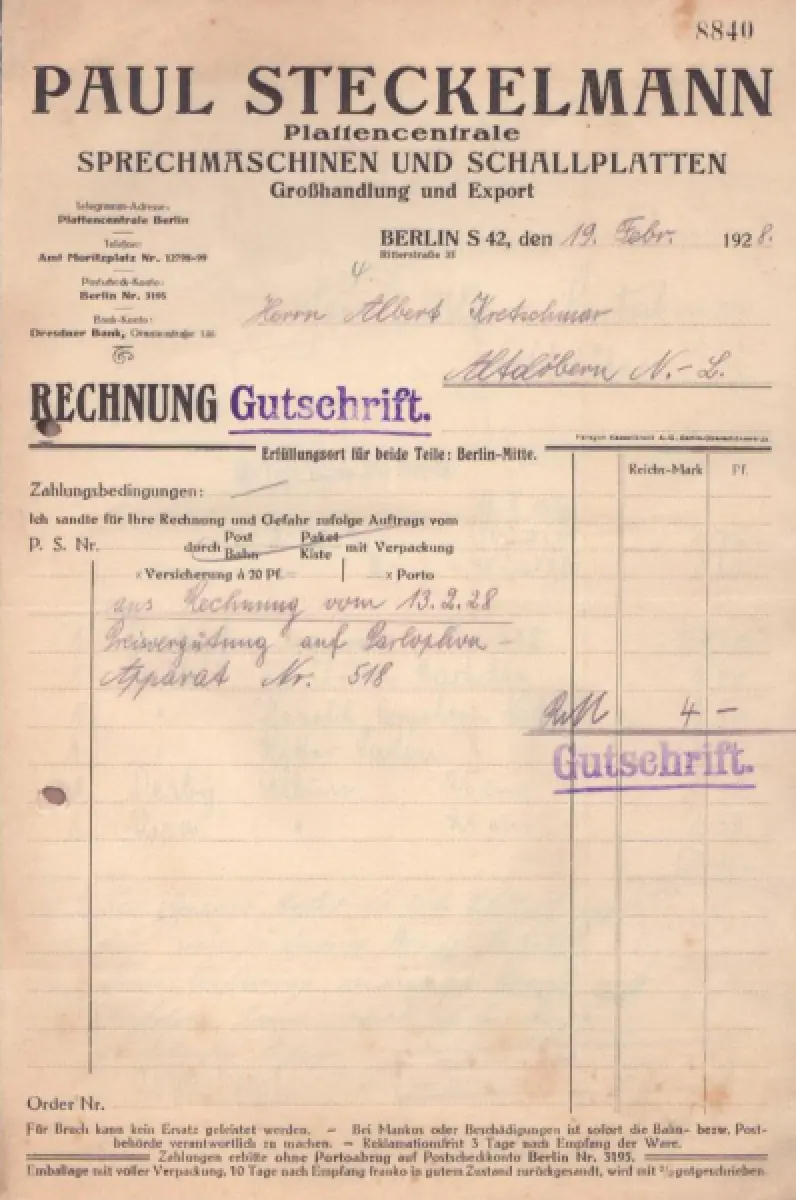 8840
PAUL STECKELMANN
Plattencentrale
SPRECHMASCHINEN UND SCHALLPLATTEN
Großhandlung und Export
Telegramm-Adresse:
Plattencentrale Berlin
Telefon:
Amt Moritzplatz Nr. 12798-99
Postscheck-Konto:
Berlin Nr. 3195
Bank-Konto:
Dresdner Bank,
BERLIN S 42, den 19. Febr. 1928.
Ritterstraße
Herrn Albert Kretschmar
Altdöbern N.-L.
RECHNUNG Gutschrift.
Erfüllungsort für beide Teile: Berlin-Mitte.
Reichs-Mark Pf.
Zahlungsbedingungen:
Ich sandte für Ihre Rechnung und Gefahr zufolge Auftrags vom
P. S. Nr. durch Post Bahn Paket Kiste mit Verpackung
x Versicherung à 20 Pf. x Porto
aus Rechnung vom 13.2.28
Preisvergütung auf Parlophon-
Apparat Nr. 518
RM 4 -
Gutschrift.
Order Nr.
Für Bruch kann kein Ersatz geleistet werden. — Bei Mankos oder Beschädigungen ist sofort die Bahn- bezw. Post-
behörde verantwortlich zu machen. — Reklamationsfrist 3 Tage nach Empfang der Ware.
Zahlungen erbitte ohne Portoabzug auf Postscheckkonto Berlin Nr. 3195.
Emballage mit voller Verpackung, 10 Tage nach Empfang franko in gutem Zustand zurückgesandt, wird mit ²/₃ gutgeschrieben.